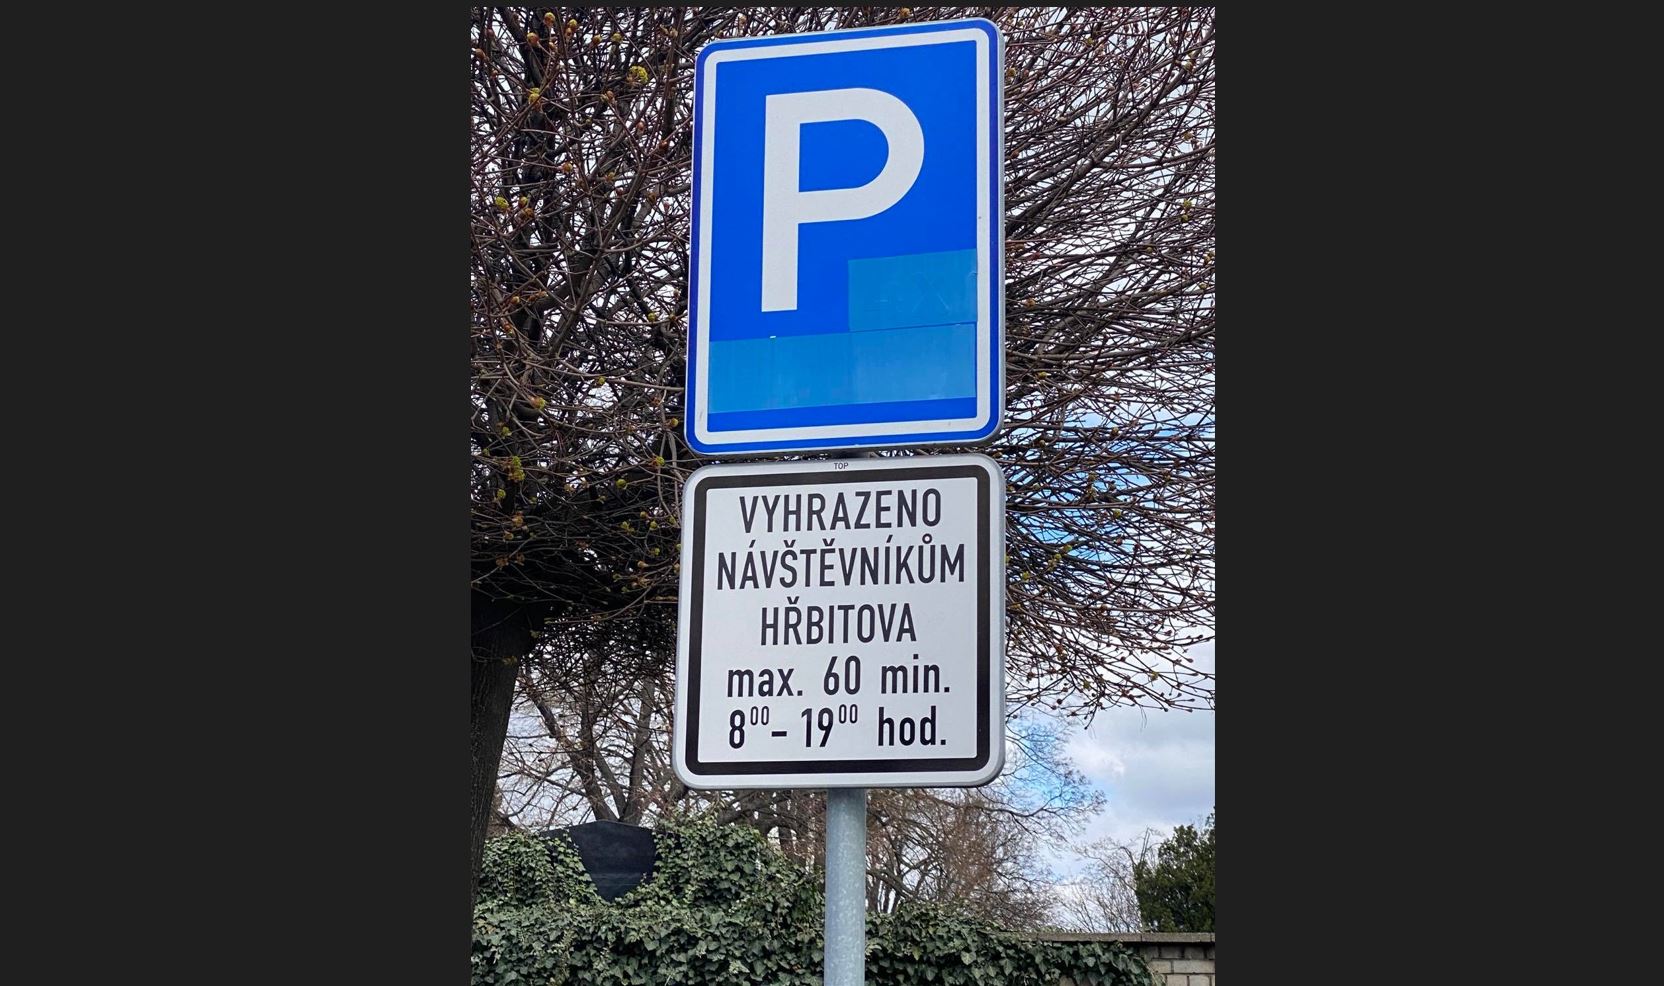 P
TOP
VYHRAZENO
NÁVŠTĚVNÍKŮM
HŘBITOVA
max. 60 min.
8⁰⁰ – 19⁰⁰ hod.